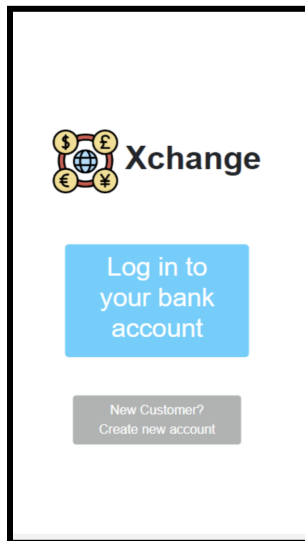 $ £
Xchange
€ ¥
Log in to
your bank
account
New Customer?
Create new account